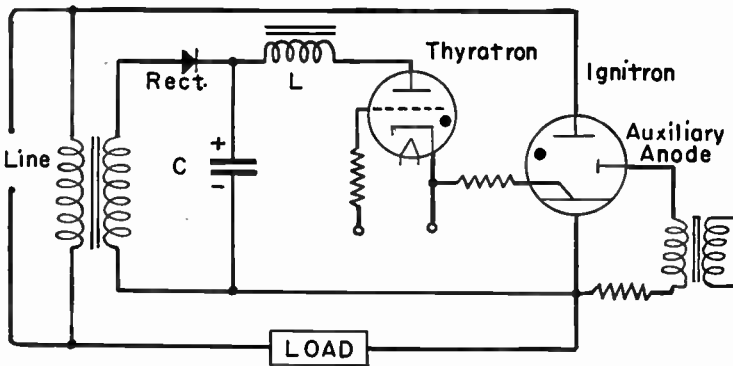 Thyratron
Ignitron
Rect.
L
Auxiliary
Anode
Line
C
+
-
LOAD